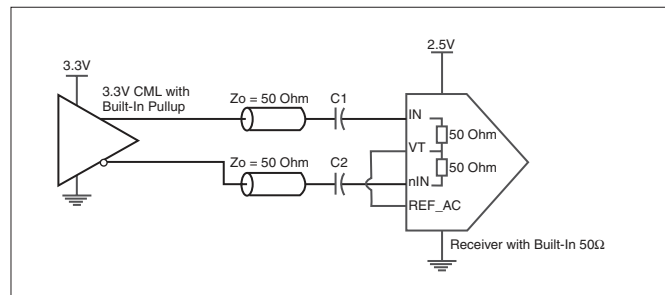 2.5V
3.3V
3.3V CML with
Built-In Pullup
Zo = 50 Ohm
C1
IN
50 Ohm
VT
50 Ohm
Zo = 50 Ohm
C2
nIN
REF_AC
Receiver with Built-In 50Ω